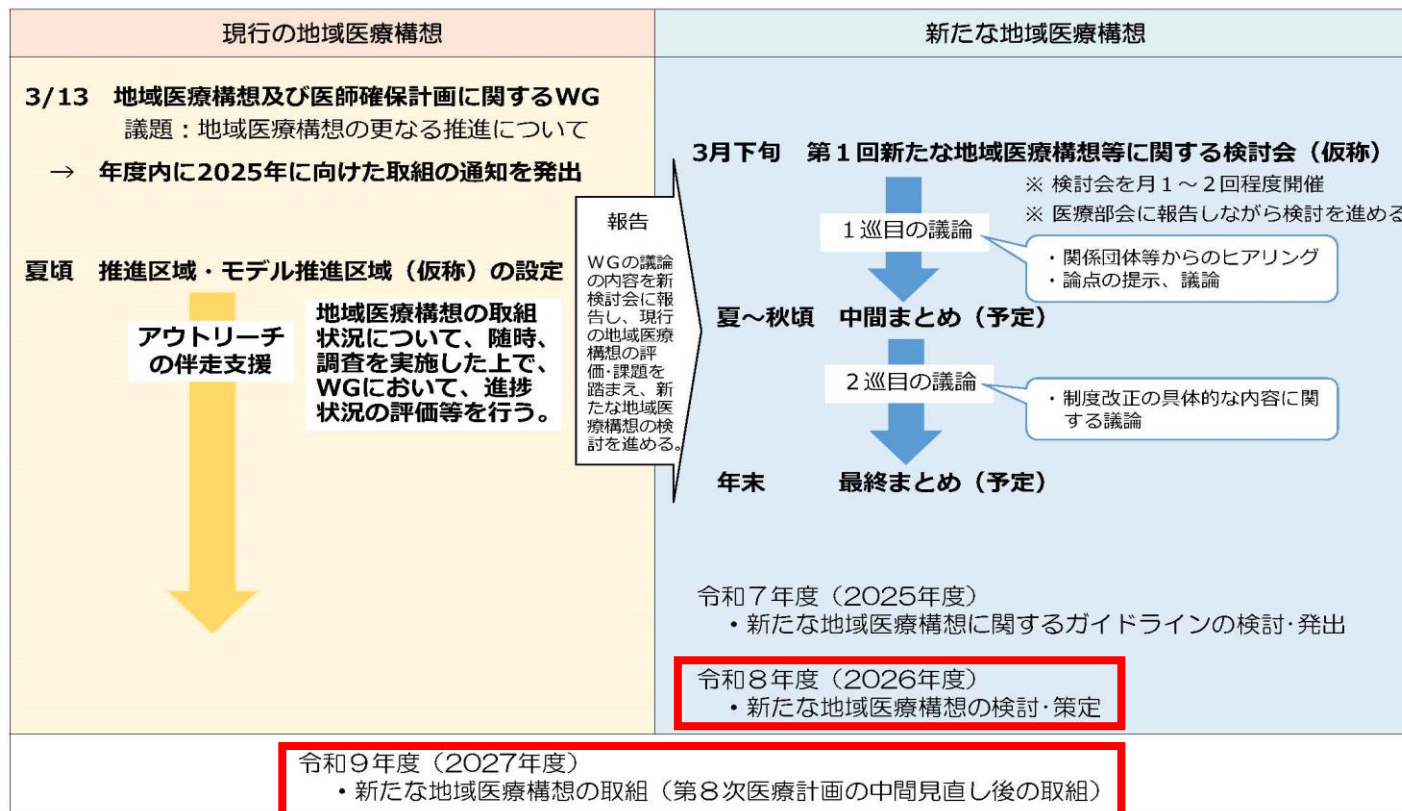 現行の地域医療構想
新たな地域医療構想
3/13 地域医療構想及び医師確保計画に関するWG
議題：地域医療構想の更なる推進について
→ 年度内に2025年に向けた取組の通知を発出
夏頃 推進区域・モデル推進区域（仮称）の設定
アウトリーチ
の伴走支援
地域医療構想の取組
状況について、随時、
調査を実施した上で、
WGにおいて、進捗
状況の評価等を行う。
報告
WGの議論
の内容を新
検討会に報
告し、現行
の地域医療
構想の評
価・課題を
踏まえ、新
たな地域医
療構想の検
討を進める。
3月下旬 第１回新たな地域医療構想等に関する検討会（仮称）
※ 検討会を月１～２回程度開催
※ 医療部会に報告しながら検討を進める
１巡目の議論
・関係団体等からのヒアリング
・論点の提示、議論
夏～秋頃 中間まとめ（予定）
２巡目の議論
・制度改正の具体的な内容に関
する議論
年末 最終まとめ（予定）
令和７年度（2025年度）
・新たな地域医療構想に関するガイドラインの検討・発出
令和８年度（2026年度）
・新たな地域医療構想の検討・策定
令和９年度（2027年度）
・新たな地域医療構想の取組（第８次医療計画の中間見直し後の取組）